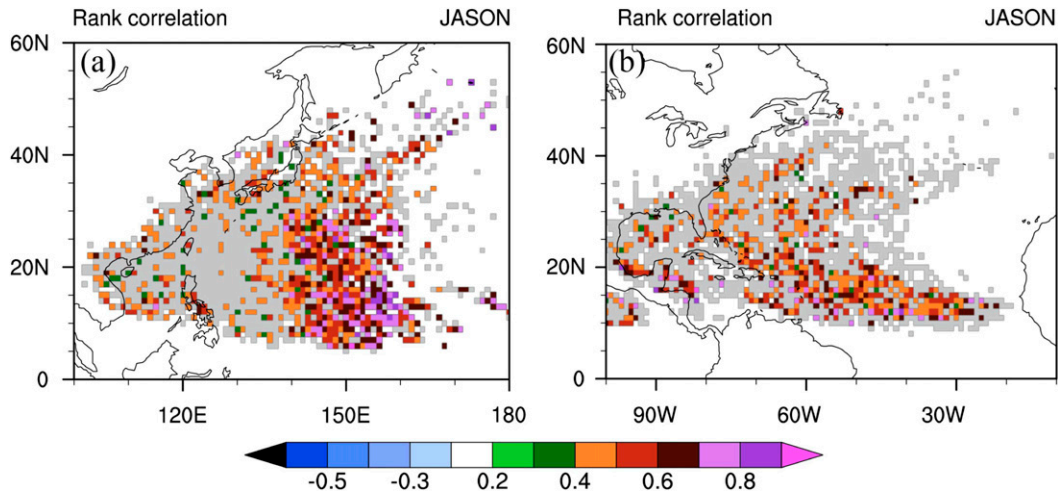 Rank correlation JASON Rank correlation JASON
60N (a) 60N (b)
40N 40N
20N 20N
0 0
120E 150E 180 90W 60W 30W
-0.5 -0.3 0.2 0.4 0.6 0.8